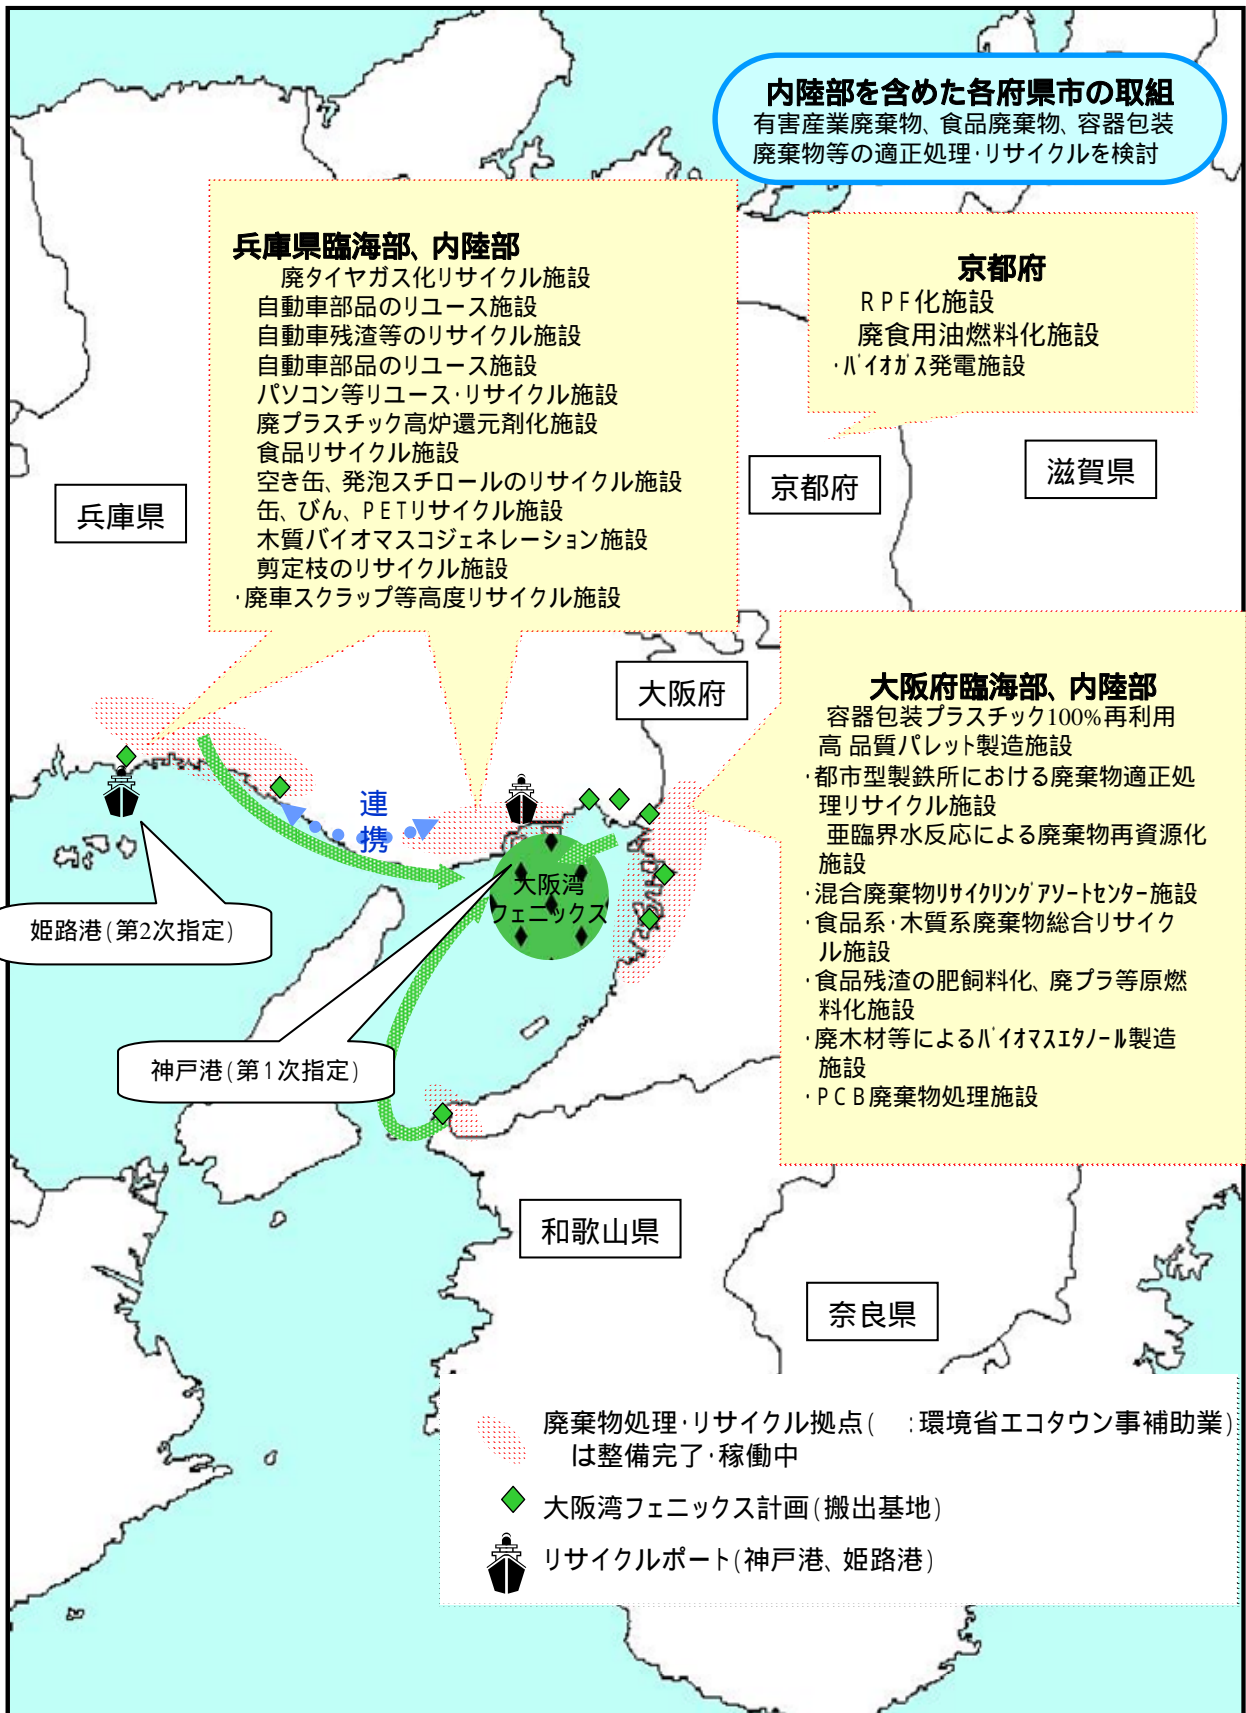 内陸部を含めた各府県市の取組
有害産業廃棄物、食品廃棄物、容器包装
廃棄物等の適正処理・リサイクルを検討
兵庫県臨海部、内陸部
廃タイヤガス化リサイクル施設
自動車部品のリユース施設
自動車残渣等のリサイクル施設
自動車部品のリユース施設
パソコン等リユース・リサイクル施設
廃プラスチック高炉還元剤化施設
食品リサイクル施設
空き缶、発泡スチロールのリサイクル施設
缶、びん、PETリサイクル施設
木質バイオマスコジェネレーション施設
剪定枝のリサイクル施設
・廃車スクラップ等高度リサイクル施設
京都府
RPF化施設
廃食用油燃料化施設
・バイオガス発電施設
兵庫県
京都府
滋賀県
大阪府
大阪府臨海部、内陸部
容器包装プラスチック100%再利用
高品質パレット製造施設
・都市型製鉄所における廃棄物適正処
理リサイクル施設
亜臨界水反応による廃棄物再資源化
施設
・混合廃棄物リサイクリングアソートセンター施設
・食品系・木質系廃棄物総合リサイク
ル施設
・食品残渣の肥飼料化、廃プラ等原燃
料化施設
・廃木材等によるバイオマスエタノール製造
施設
・PCB廃棄物処理施設
連
携
大阪湾
フェニックス
姫路港(第2次指定)
神戸港(第1次指定)
和歌山県
奈良県
廃棄物処理・リサイクル拠点( :環境省エコタウン事補助業)
は整備完了・稼働中
大阪湾フェニックス計画(搬出基地)
リサイクルポート(神戸港、姫路港)